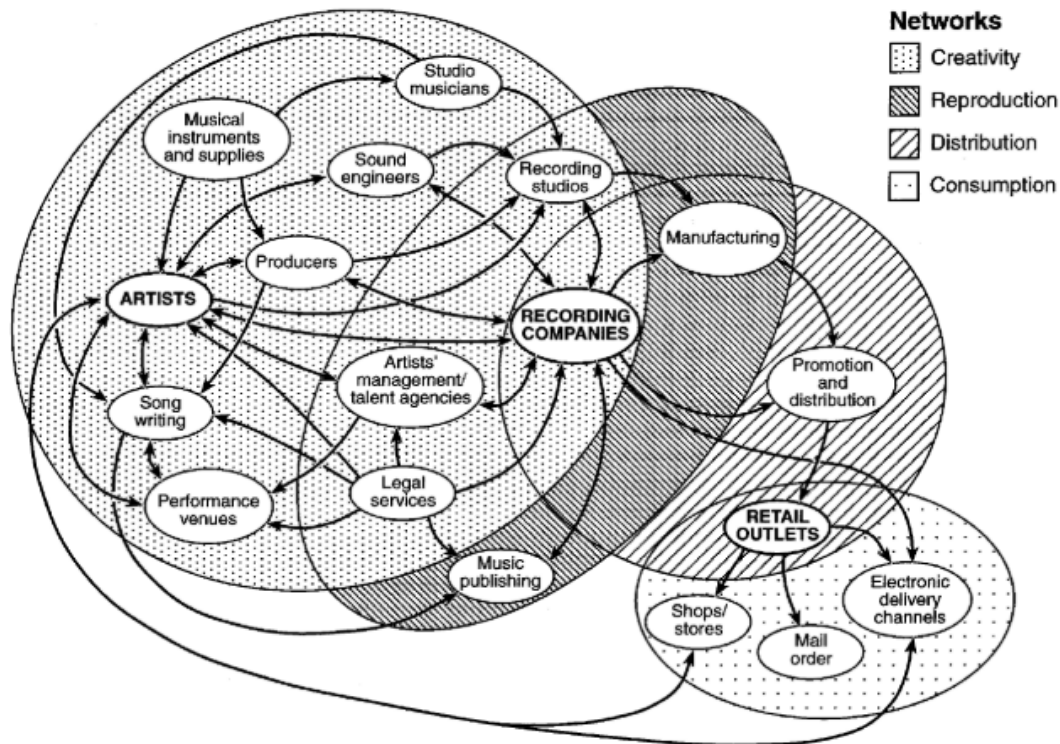 Networks
Creativity
Reproduction
Distribution
Consumption
Studio
musicians
Musical
instruments
and supplies
Sound
engineers
Recording
studios
Manufacturing
Producers
ARTISTS
RECORDING
COMPANIES
Artists'
management/
talent agencies
Promotion
and
distribution
Song
writing
Performance
venues
Legal
services
RETAIL
OUTLETS
Music
publishing
Shops/
stores
Mail
order
Electronic
delivery
channels